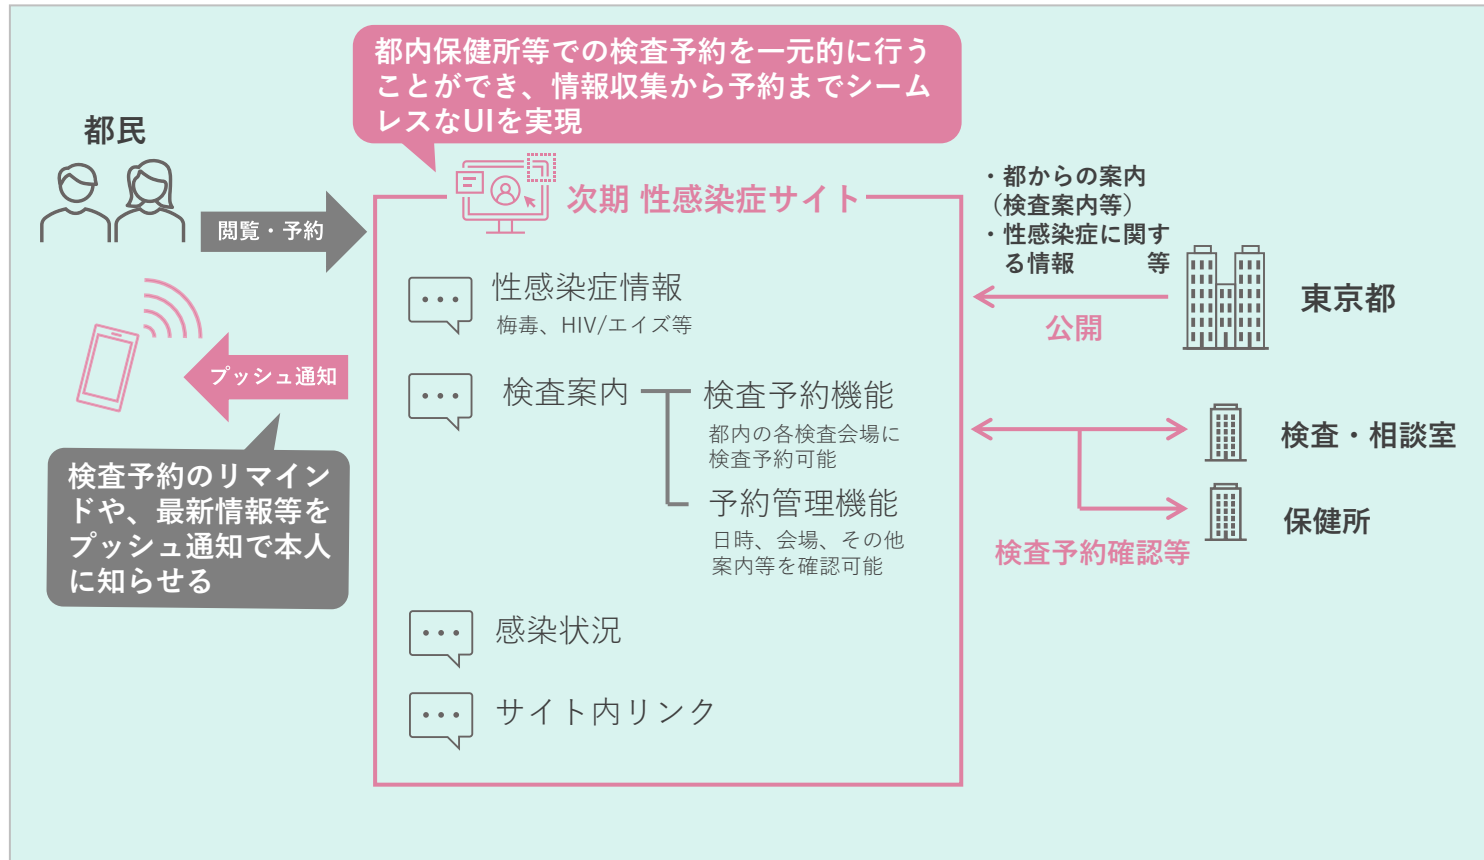 都内保健所等での検査予約を一元的に行う
ことができ、情報収集から予約までシーム
レスなUIを実現
都民
閲覧・予約
プッシュ通知
検査予約のリマイン
ドや、最新情報等を
プッシュ通知で本人
に知らせる
次期 性感染症サイト
性感染症情報
梅毒、HIV/エイズ等
検査案内
検査予約機能
都内の各検査会場に
検査予約可能
予約管理機能
日時、会場、その他
案内等を確認可能
感染状況
サイト内リンク
・都からの案内
（検査案内等）
・性感染症に関す
る情報　　　等
公開
東京都
検査・相談室
保健所
検査予約確認等